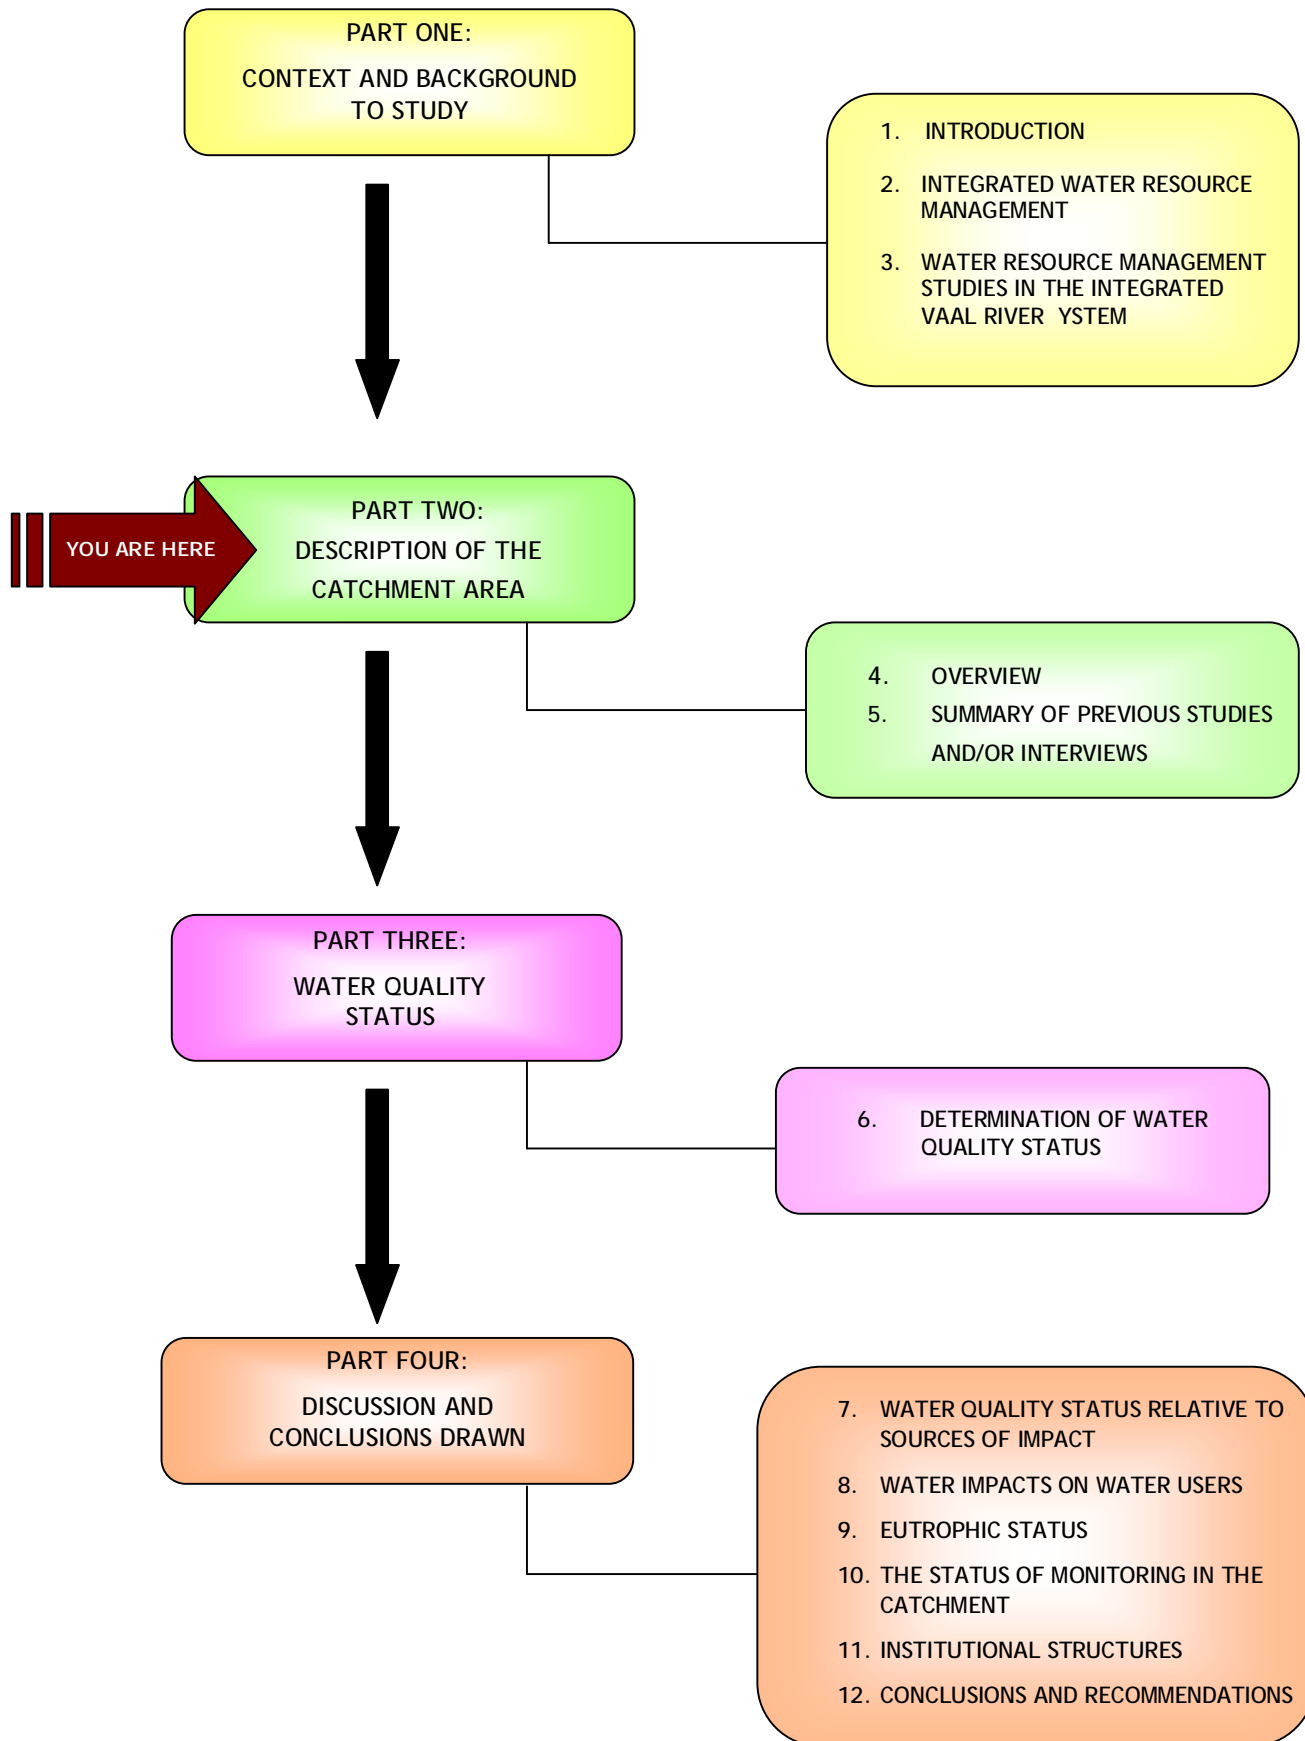 PART ONE:
CONTEXT AND BACKGROUND
TO STUDY
1. INTRODUCTION
2. INTEGRATED WATER RESOURCE
MANAGEMENT
3. WATER RESOURCE MANAGEMENT
STUDIES IN THE INTEGRATED
VAAL RIVER YSTEM
YOU ARE HERE
PART TWO:
DESCRIPTION OF THE
CATCHMENT AREA
4. OVERVIEW
5. SUMMARY OF PREVIOUS STUDIES
AND/OR INTERVIEWS
PART THREE:
WATER QUALITY
STATUS
6. DETERMINATION OF WATER
QUALITY STATUS
PART FOUR:
DISCUSSION AND
CONCLUSIONS DRAWN
7. WATER QUALITY STATUS RELATIVE TO
SOURCES OF IMPACT
8. WATER IMPACTS ON WATER USERS
9. EUTROPHIC STATUS
10. THE STATUS OF MONITORING IN THE
CATCHMENT
11. INSTITUTIONAL STRUCTURES
12. CONCLUSIONS AND RECOMMENDATIONS